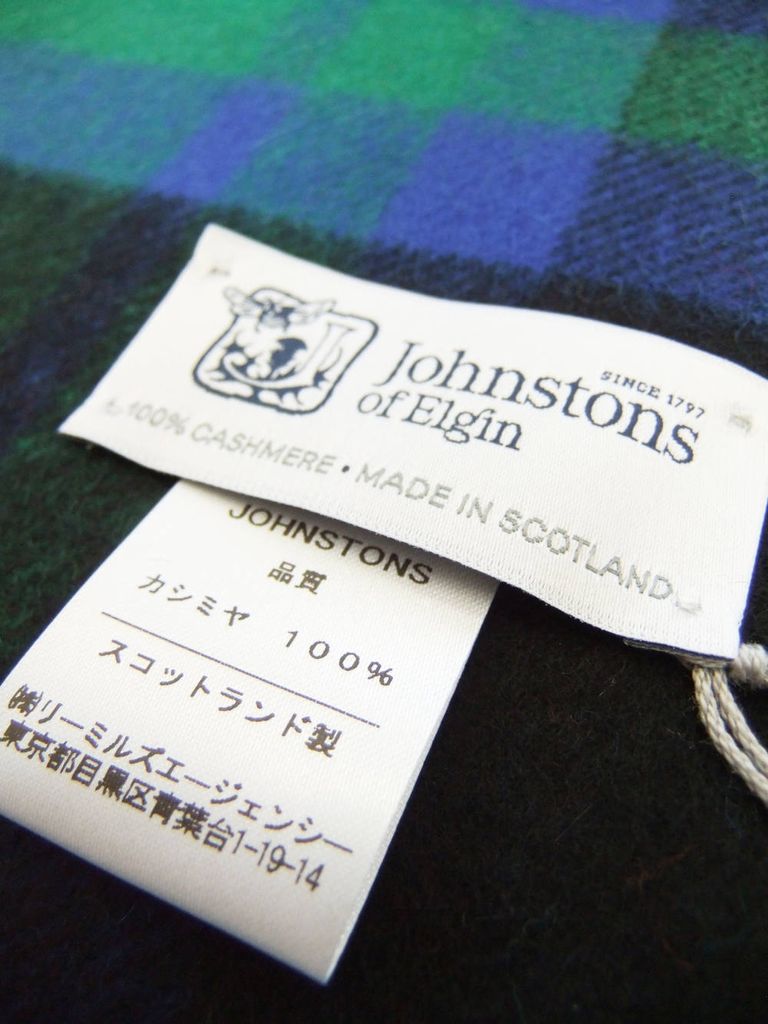 Johnstons
SINCE 1797
of Elgin
100% CASHMERE • MADE IN SCOTLAND
JOHNSTONS
品質
カシミヤ 100%
スコットランド製
㈱リーミルズエージェンシー
東京都目黒区青葉台1-19-14